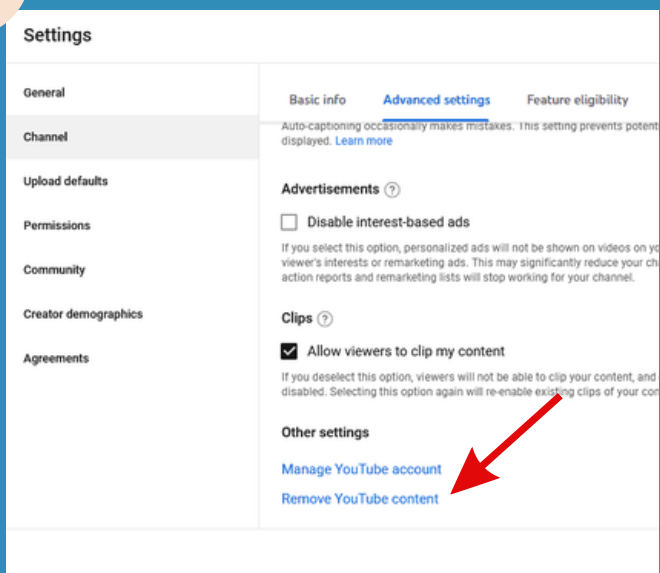 Settings
General
Channel
Upload defaults
Permissions
Community
Creator demographics
Agreements
Basic info Advanced settings Feature eligibility
Auto-captioning occasionally makes mistakes. This setting prevents potent
displayed. Learn more
Advertisements ?
Disable interest-based ads
If you select this option, personalized ads will not be shown on videos on yo
viewer's interests or remarketing ads. This may significantly reduce your ch
action reports and remarketing lists will stop working for your channel.
Clips ?
Allow viewers to clip my content
If you deselect this option, viewers will not be able to clip your content, and
disabled. Selecting this option again will re-enable existing clips of your con
Other settings
Manage YouTube account
Remove YouTube content